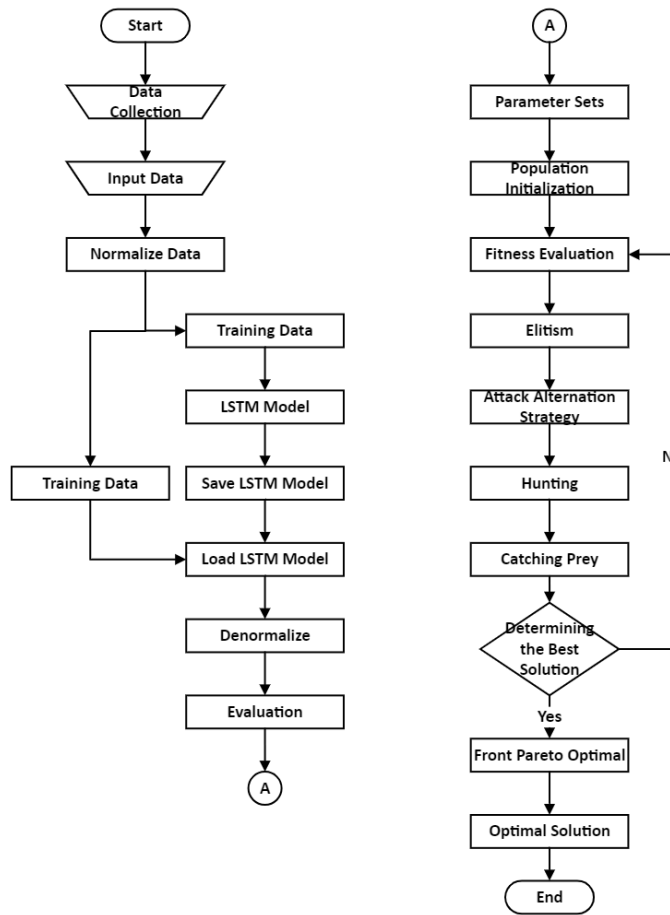 Start
Data
Collection
Input Data
Normalize Data
Training Data
LSTM Model
Training Data
Save LSTM Model
Load LSTM Model
Denormalize
Evaluation
A
A
Parameter Sets
Population
Initialization
Fitness Evaluation
Elitism
Attack Alternation
Strategy
Hunting
Catching Prey
Determining
the Best
Solution
N
Yes
Front Pareto Optimal
Optimal Solution
End